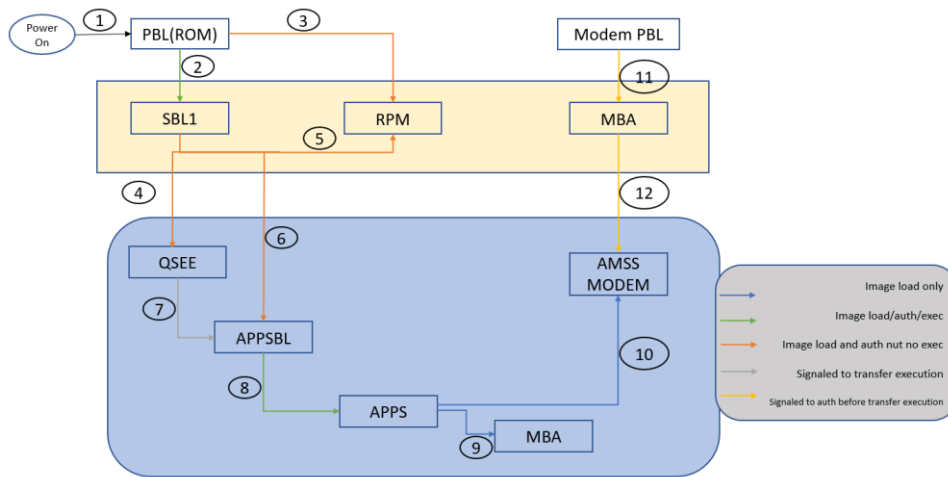 Power
On
1
PBL(ROM)
3
Modem PBL
2
11
SBL1
RPM
MBA
5
4
12
6
QSEE
AMSS
MODEM
7
APPSBL
10
8
APPS
9
MBA
Image load only
Image load/auth/exec
Image load and auth nut no exec
Signaled to transfer execution
Signaled to auth before transfer execution